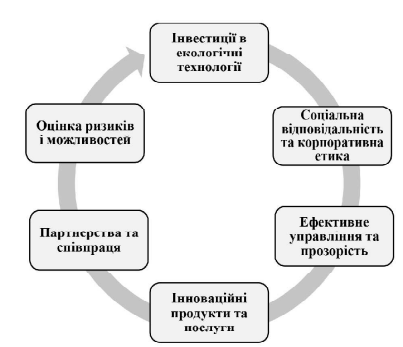 Інвестиції в
екологічні
технології
Соціальна
відповідальність
та корпоративна
етика
Ефективне
управління та
прозорість
Інноваційні
продукти та
послуги
Партнерства та
співпраця
Оцінка ризиків
і можливостей